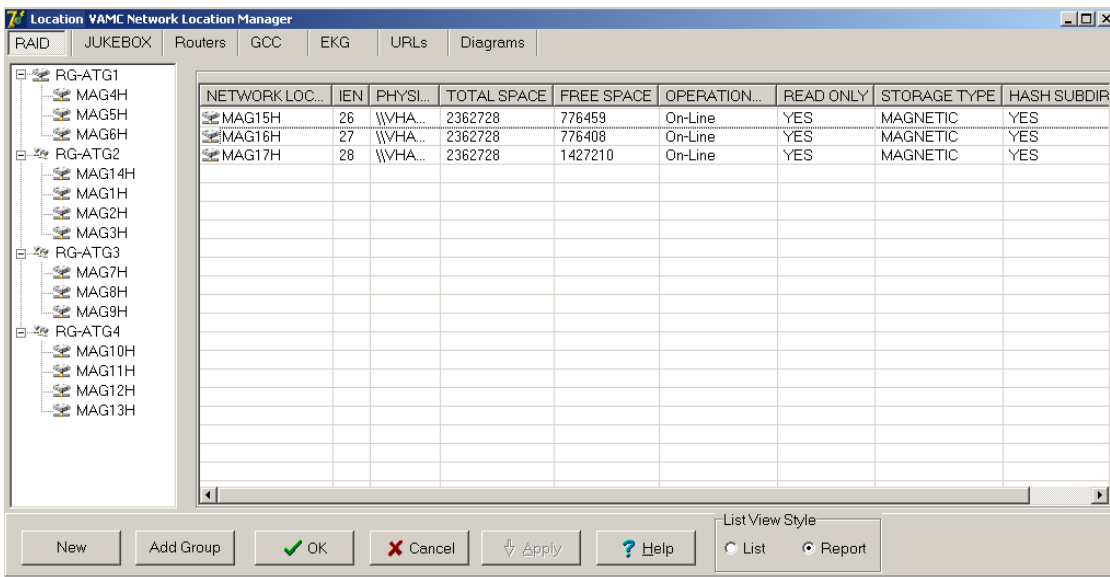 Location VAMC Network Location Manager
RAID JUKEBOX Routers GCC EKG URLs Diagrams
RG-ATG1
MAG4H
MAG5H
MAG6H
RG-ATG2
MAG14H
MAG1H
MAG2H
MAG3H
RG-ATG3
MAG7H
MAG8H
MAG9H
RG-ATG4
MAG10H
MAG11H
MAG12H
MAG13H
NETWORK LOC... IEN PHYSI... TOTAL SPACE FREE SPACE OPERATION... READ ONLY STORAGE TYPE HASH SUBDIR
MAG15H 26 \\VHA... 2362728 776459 On-Line YES MAGNETIC YES
MAG16H 27 \\VHA... 2362728 776408 On-Line YES MAGNETIC YES
MAG17H 28 \\VHA... 2362728 1427210 On-Line YES MAGNETIC YES
New Add Group OK Cancel Apply Help
List View Style
List Report